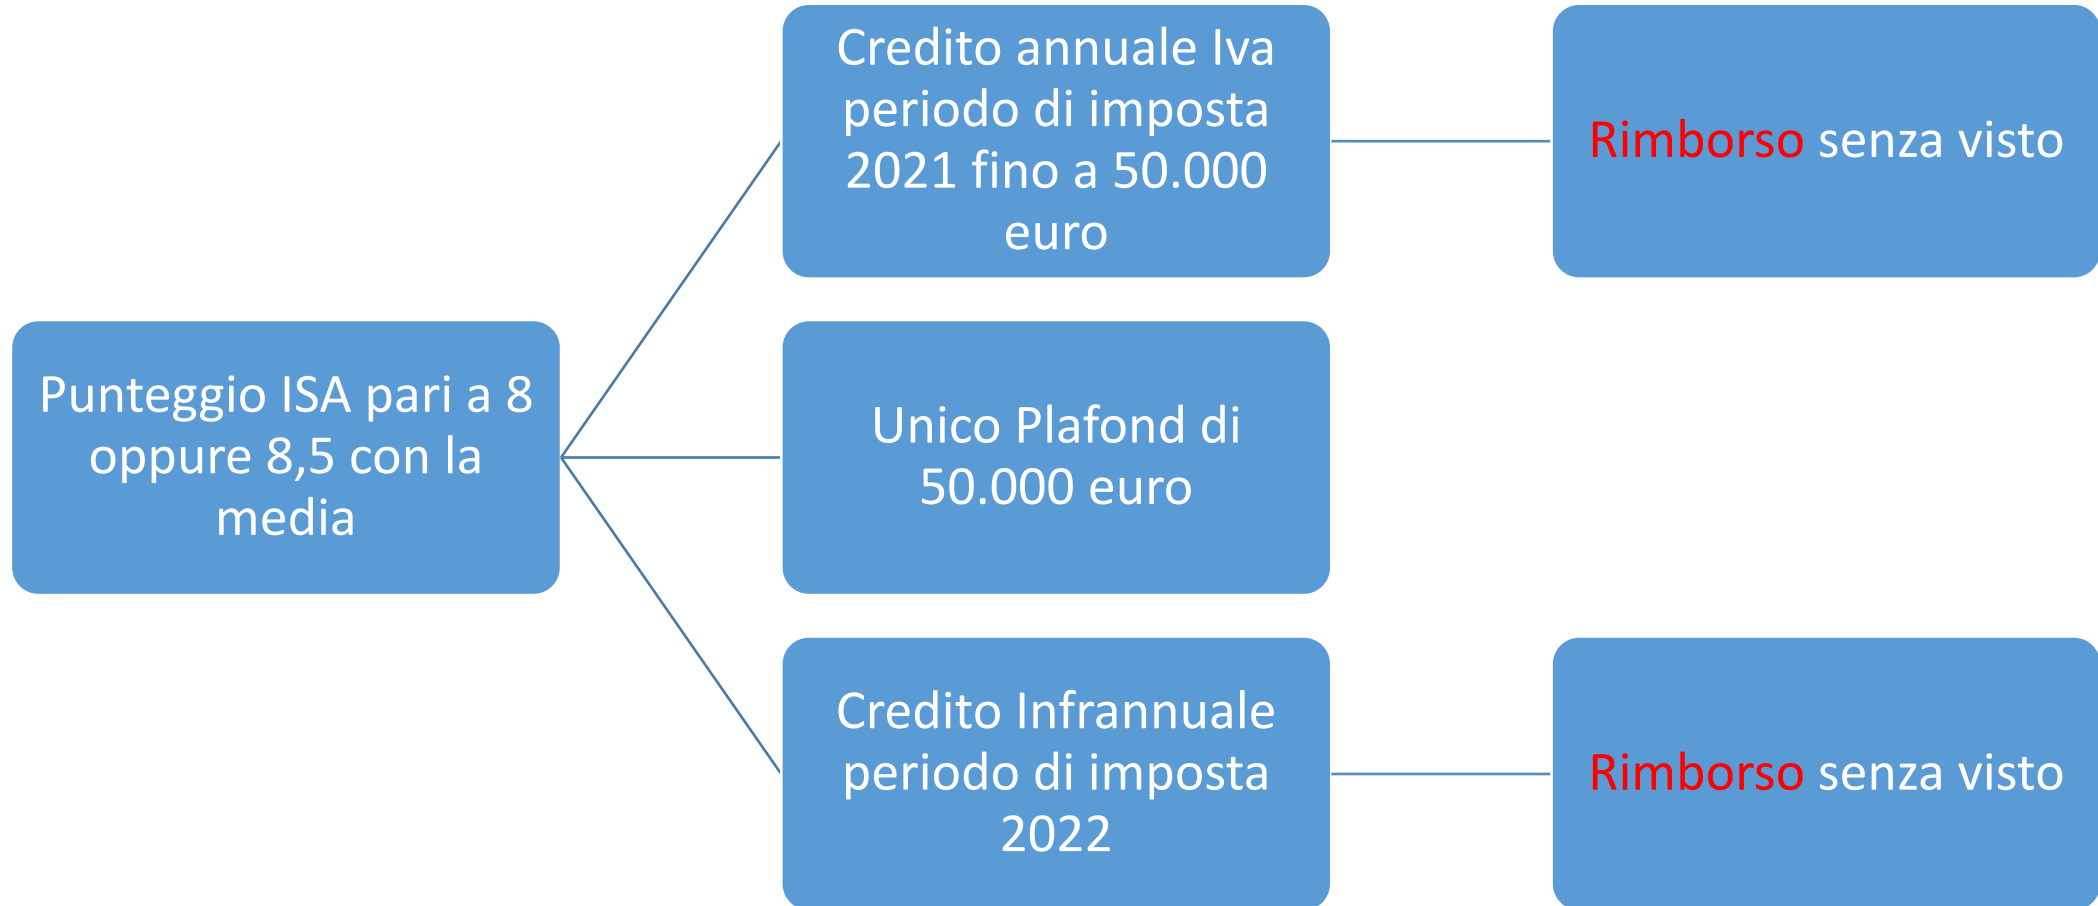 Credito annuale Iva
periodo di imposta
2021 fino a 50.000
euro
Rimborso senza visto
Punteggio ISA pari a 8
oppure 8,5 con la
media
Unico Plafond di
50.000 euro
Credito Infrannuale
periodo di imposta
2022
Rimborso senza visto